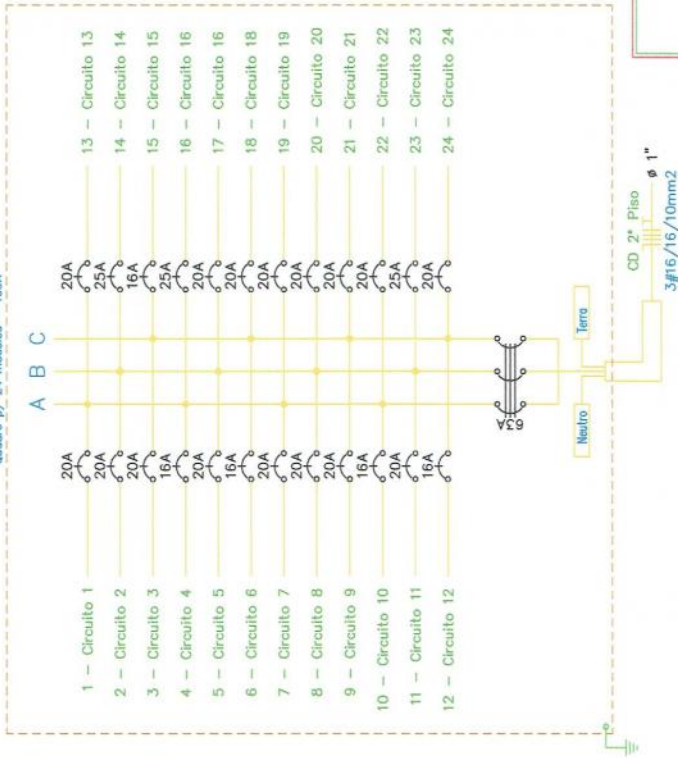 A B C
1 - Circuito 1 20A 20A 13 - Circuito 13
2 - Circuito 2 20A 25A 14 - Circuito 14
3 - Circuito 3 20A 16A 15 - Circuito 15
4 - Circuito 4 16A 25A 16 - Circuito 16
5 - Circuito 5 20A 20A 17 - Circuito 16
6 - Circuito 6 16A 20A 18 - Circuito 18
7 - Circuito 7 20A 20A 19 - Circuito 19
8 - Circuito 8 20A 20A 20 - Circuito 20
9 - Circuito 9 20A 20A 21 - Circuito 21
10 - Circuito 10 16A 20A 22 - Circuito 22
11 - Circuito 11 25A 25A 23 - Circuito 23
12 - Circuito 12 16A 20A 24 - Circuito 24
63A
Neutro Terra
CD 2° Piso
ø 1"
3#16/16/10mm2